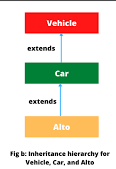 Vehicle
extends
Car
extends
Alto
Fig b: Inheritance hierarchy for
Vehicle, Car, and Alto